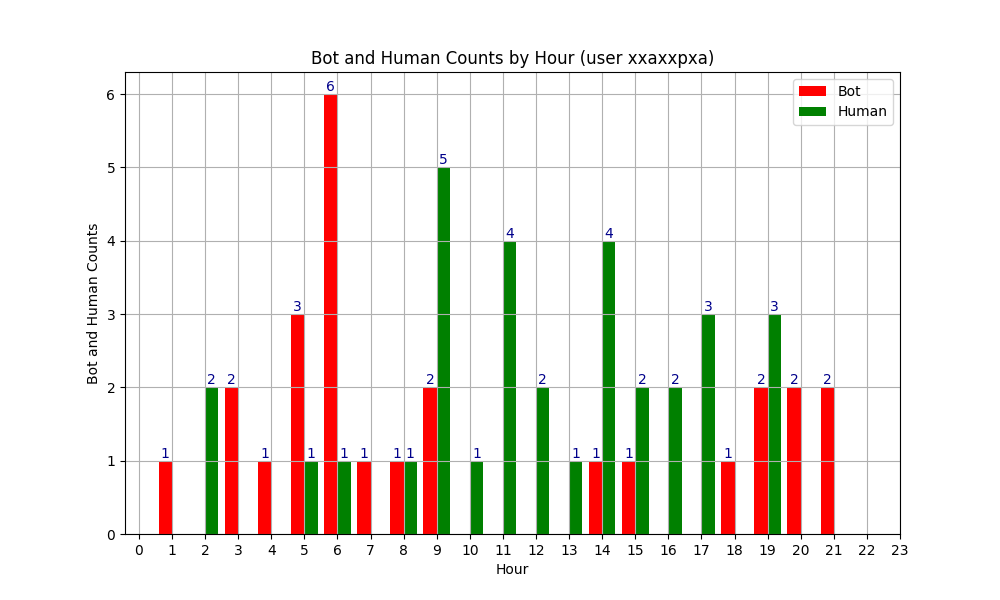 Bot and Human Counts by Hour (user xxaxxpxa)
Bot
Human
Bot and Human Counts
6
5
4
3
2
1
0
1 2 2 1 3 1 6 1 1 1 1 2 5 1 4 2 1 1 4 1 2 2 3 1 2 3 2 2
0 1 2 3 4 5 6 7 8 9 10 11 12 13 14 15 16 17 18 19 20 21 22 23
Hour